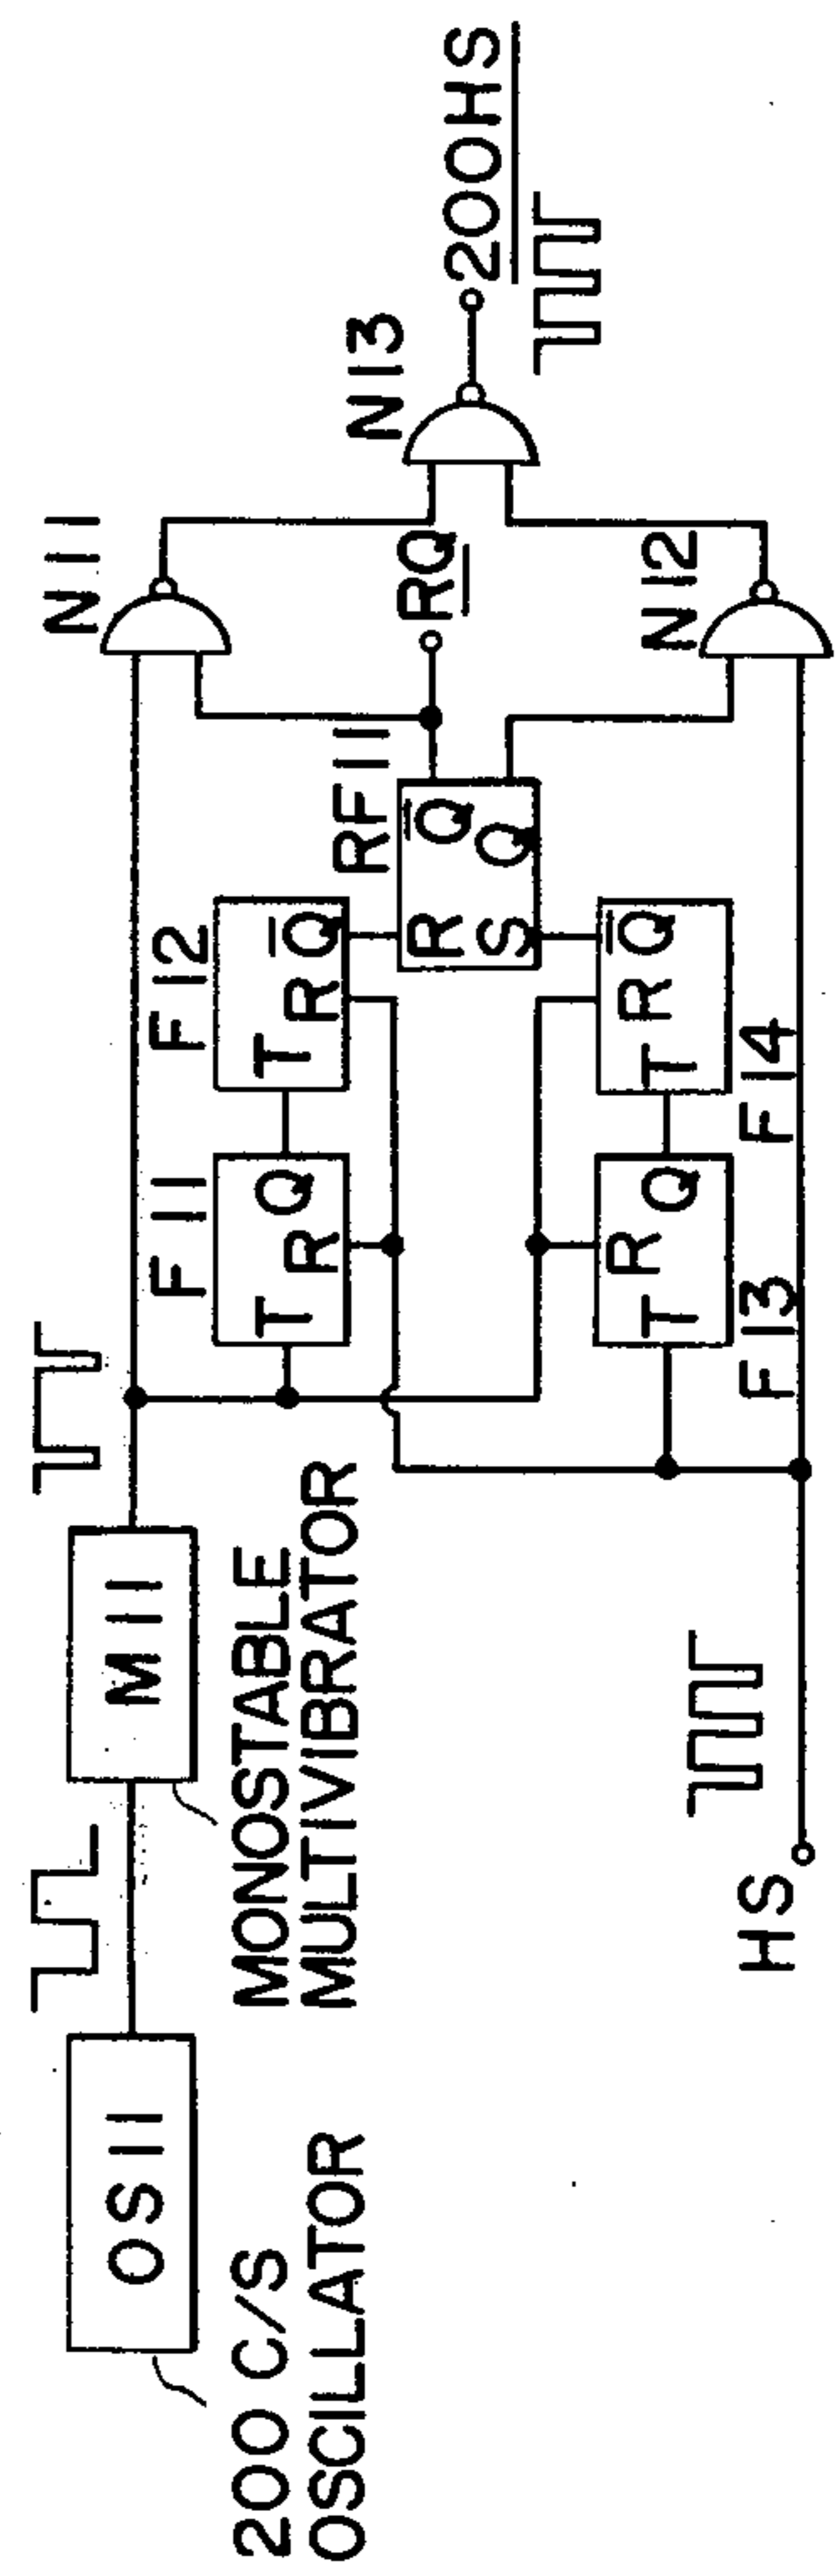 OS11
200 C/S
OSCILLATOR
M11
MONOSTABLE
MULTIVIBRATOR
F11
T
R
Q
F12
T
R
Q̅
RF11
R
S
Q̅
Q
RQ
N11
N13
200HS
N12
F13
T
R
Q
F14
T
R
Q̅
HS